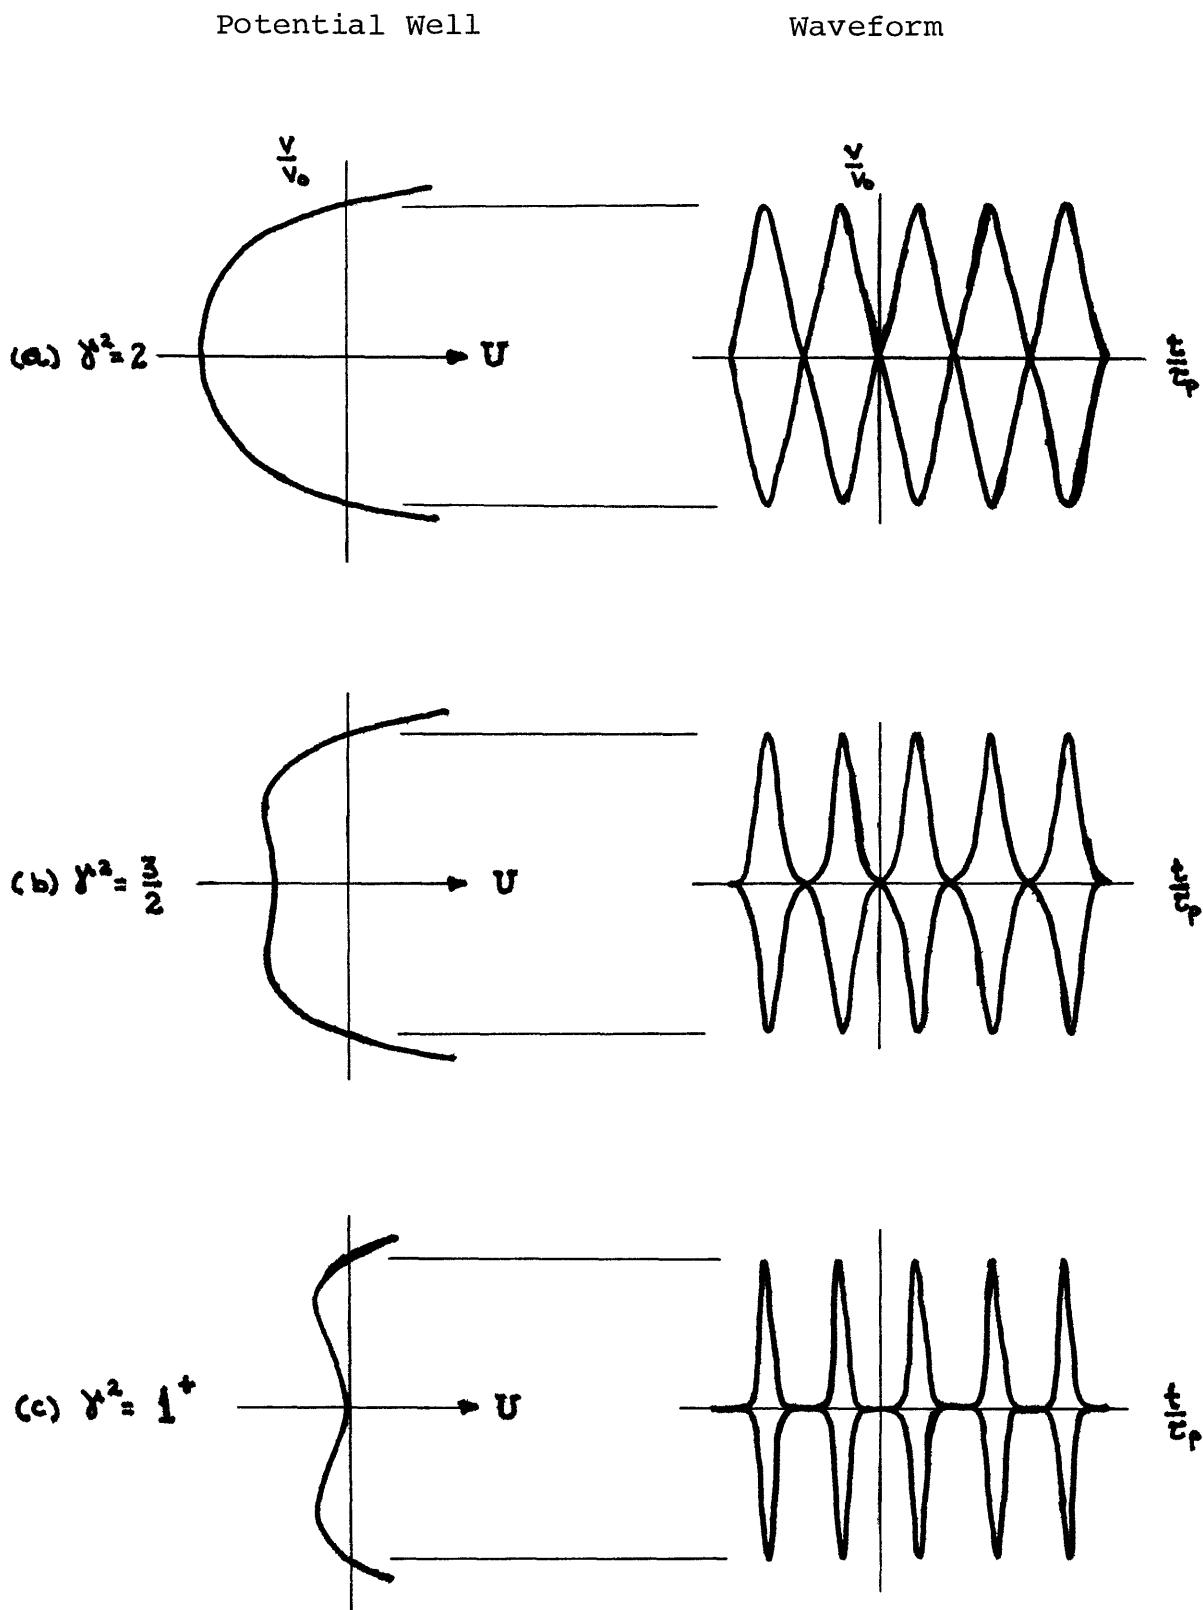 Potential Well Waveform
v/v₀ v/v₀
(a) γ²=2 U t/τₚ
(b) γ²= 3/2 U t/τₚ
(c) γ²= 1⁺ U t/τₚ